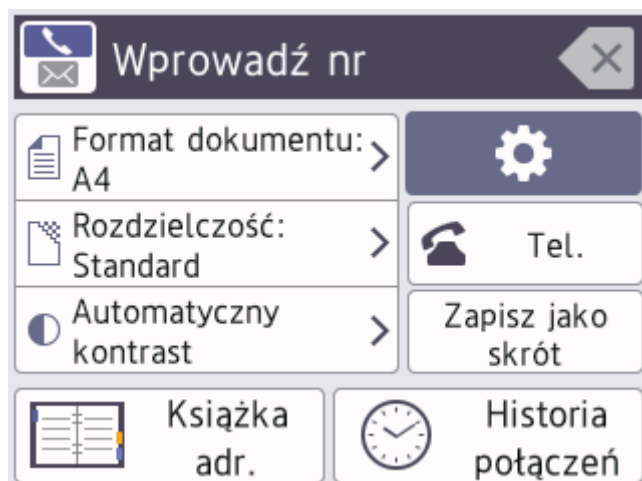 Wprowadź nr
Format dokumentu:
A4
Rozdzielczość:
Standard
Tel.
Automatyczny
kontrast
Zapisz jako
skrót
Książka
adr.
Historia
połączeń